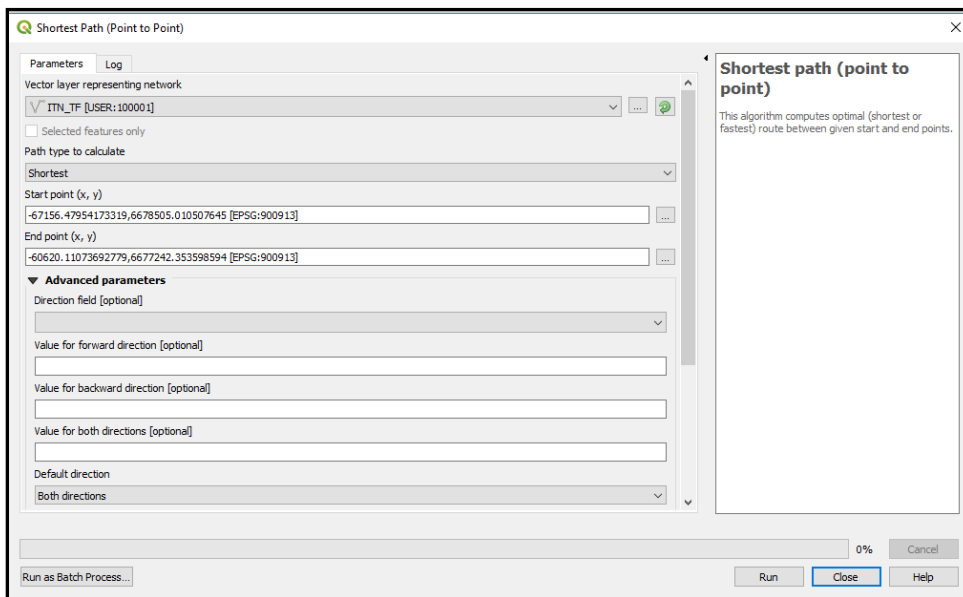 Shortest Path (Point to Point)
Parameters Log
Vector layer representing network
ITN_TF [USER:100001]
...
Selected features only
Path type to calculate
Shortest
Start point (x, y)
-67156.47954173319,6678505.010507645 [EPSG:900913]
...
End point (x, y)
-60620.11073692779,6677242.353598594 [EPSG:900913]
...
Advanced parameters
Direction field [optional]
Value for forward direction [optional]
Value for backward direction [optional]
Value for both directions [optional]
Default direction
Both directions
Shortest path (point to
point)
This algorithm computes optimal (shortest or
fastest) route between given start and end points.
0% Cancel
Run as Batch Process... Run Close Help